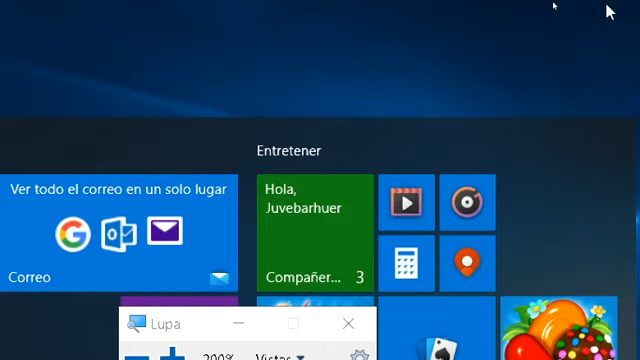 Entretener
Ver todo el correo en un solo lugar
Correo
Hola,
Juvebarhuer
Compañer... 3
Lupa
200% Vistas